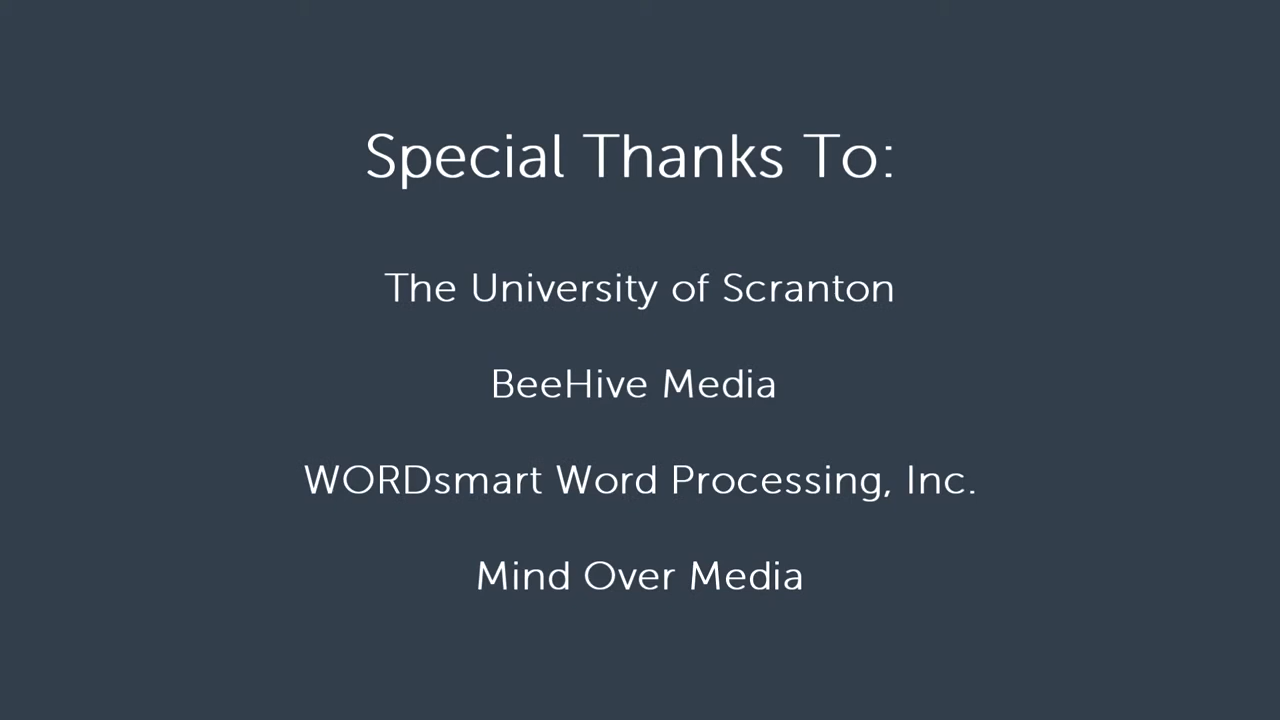 Special Thanks To:
The University of Scranton
BeeHive Media
WORDsmart Word Processing, Inc.
Mind Over Media